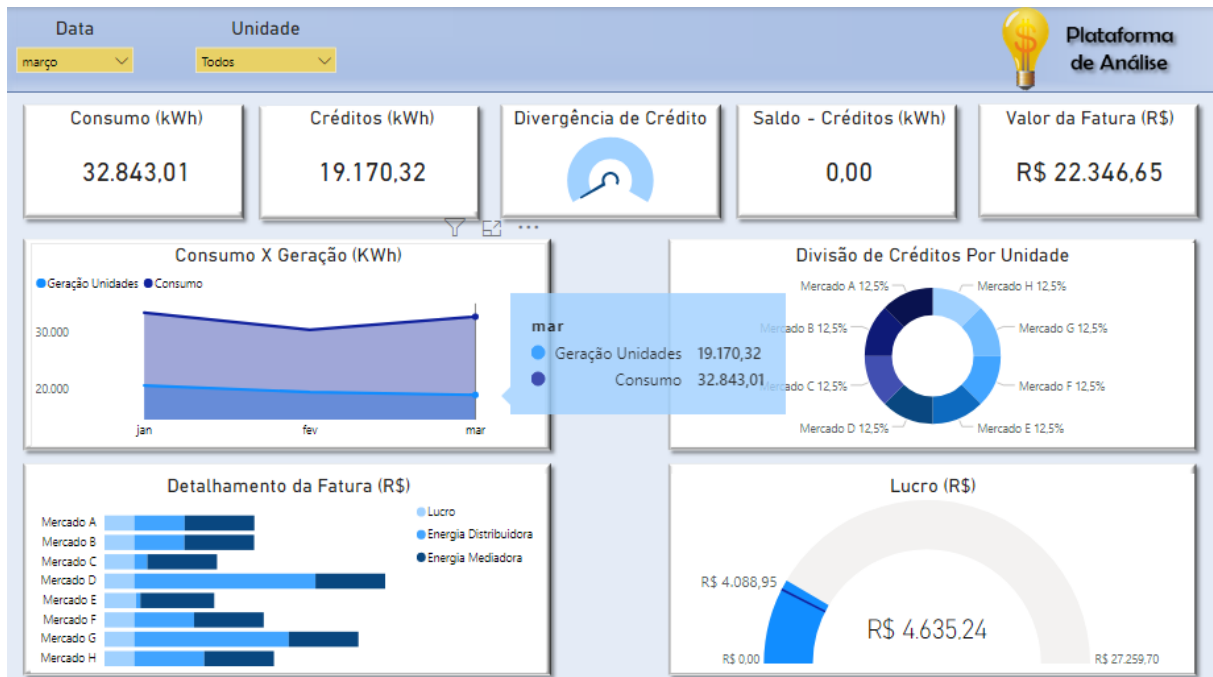 Data
Unidade
março
Todos
Plataforma
de Análise
Consumo (kWh)
32.843,01
Créditos (kWh)
19.170,32
Divergência de Crédito
Saldo - Créditos (kWh)
0,00
Valor da Fatura (R$)
R$ 22.346,65
Consumo X Geração (KWh)
Geração Unidades
Consumo
30.000
20.000
jan
fev
mar
mar
Geração Unidades 19.170,32
Consumo 32.843,01
Divisão de Créditos Por Unidade
Mercado A 12,5%
Mercado H 12,5%
Mercado B 12,5%
Mercado G 12,5%
Mercado C 12,5%
Mercado F 12,5%
Mercado D 12,5%
Mercado E 12,5%
Detalhamento da Fatura (R$)
Lucro
Energia Distribuidora
Energia Mediadora
Mercado A
Mercado B
Mercado C
Mercado D
Mercado E
Mercado F
Mercado G
Mercado H
Lucro (R$)
R$ 4.088,95
R$ 4.635,24
R$ 0,00
R$ 27.259,70